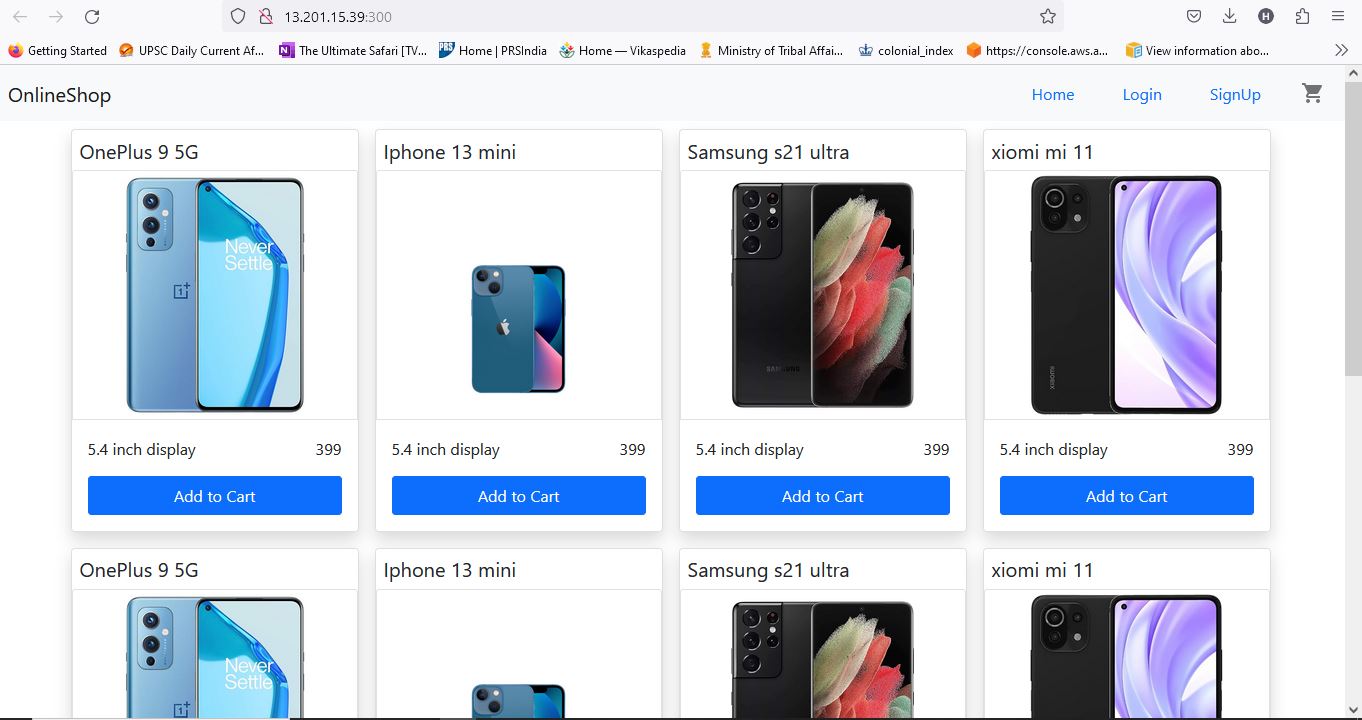 13.201.15.39:300
Getting Started UPSC Daily Current Af... The Ultimate Safari [TV... Home | PRSIndia Home — Vikaspedia Ministry of Tribal Affai... colonial_index https://console.aws.a... View information abo...
OnlineShop Home Login SignUp
OnePlus 9 5G Iphone 13 mini Samsung s21 ultra xiomi mi 11
Never
Settle
SAMSUNG
XIAOMI
5.4 inch display 399 5.4 inch display 399 5.4 inch display 399 5.4 inch display 399
Add to Cart Add to Cart Add to Cart Add to Cart
OnePlus 9 5G Iphone 13 mini Samsung s21 ultra xiomi mi 11
Never
Settle